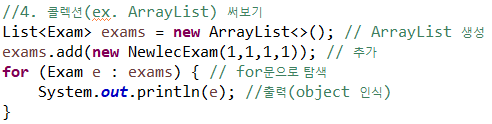 //4. 콜렉션(ex. ArrayList) 써보기
List<Exam> exams = new ArrayList<>(); // ArrayList 생성
exams.add(new NewlecExam(1,1,1,1)); // 추가
for (Exam e : exams) { // for문으로 탐색
System.out.println(e); //출력(object 인식)
}